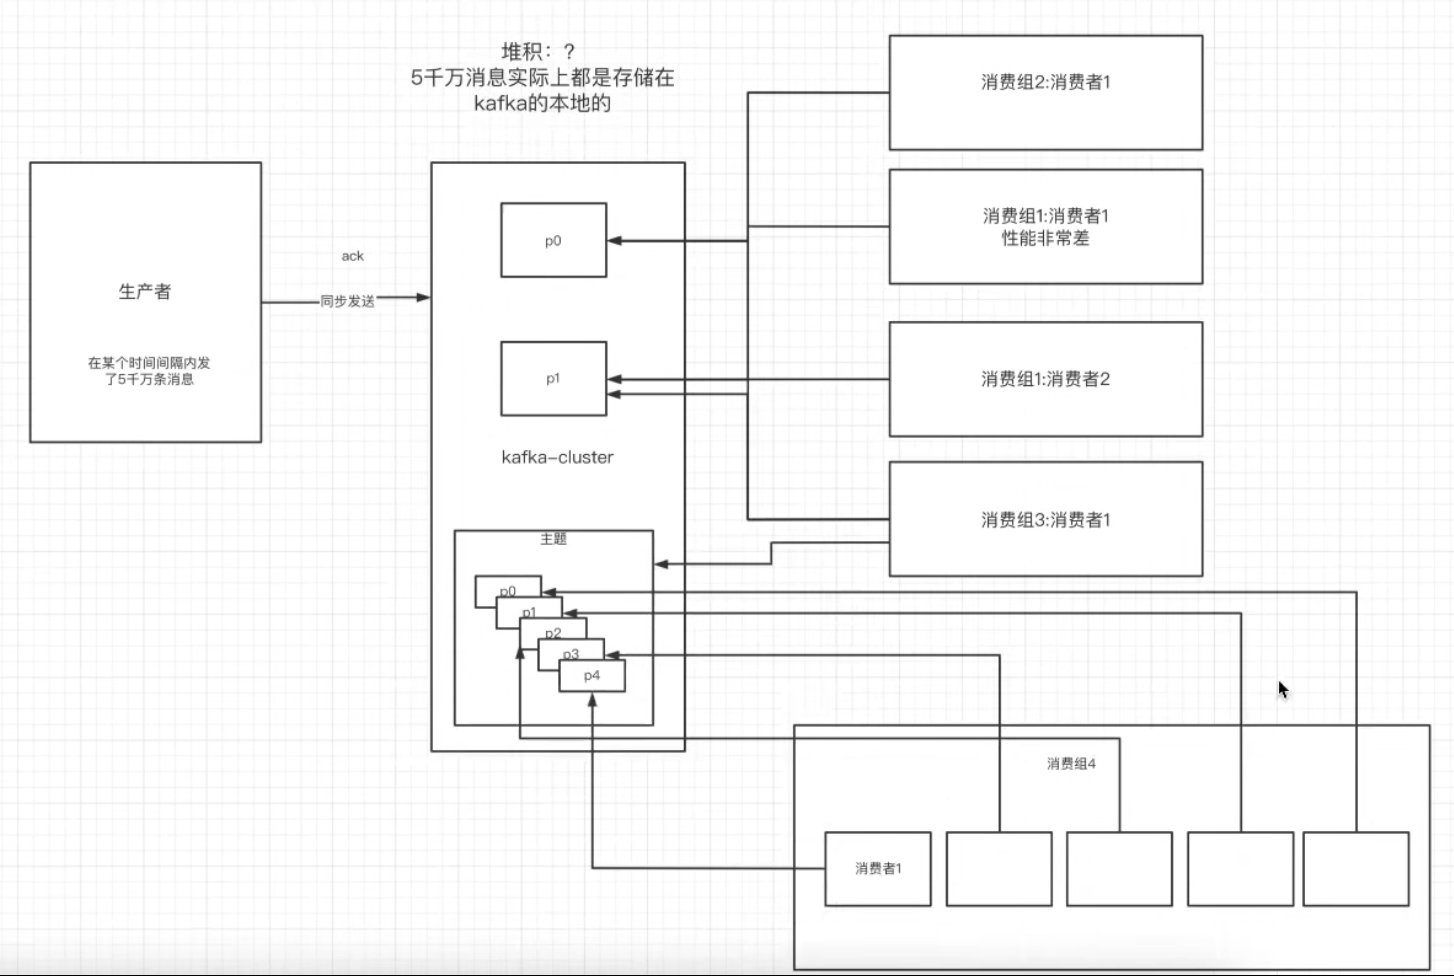 堆积：?
5千万消息实际上都是存储在
kafka的本地的
消费组2:消费者1
消费组1:消费者1
性能非常差
p0
ack
生产者
同步发送
在某个时间间隔内发
了5千万条消息
p1
消费组1:消费者2
kafka-cluster
消费组3:消费者1
主题
p0
p1
p2
p3
p4
消费组4
消费者1